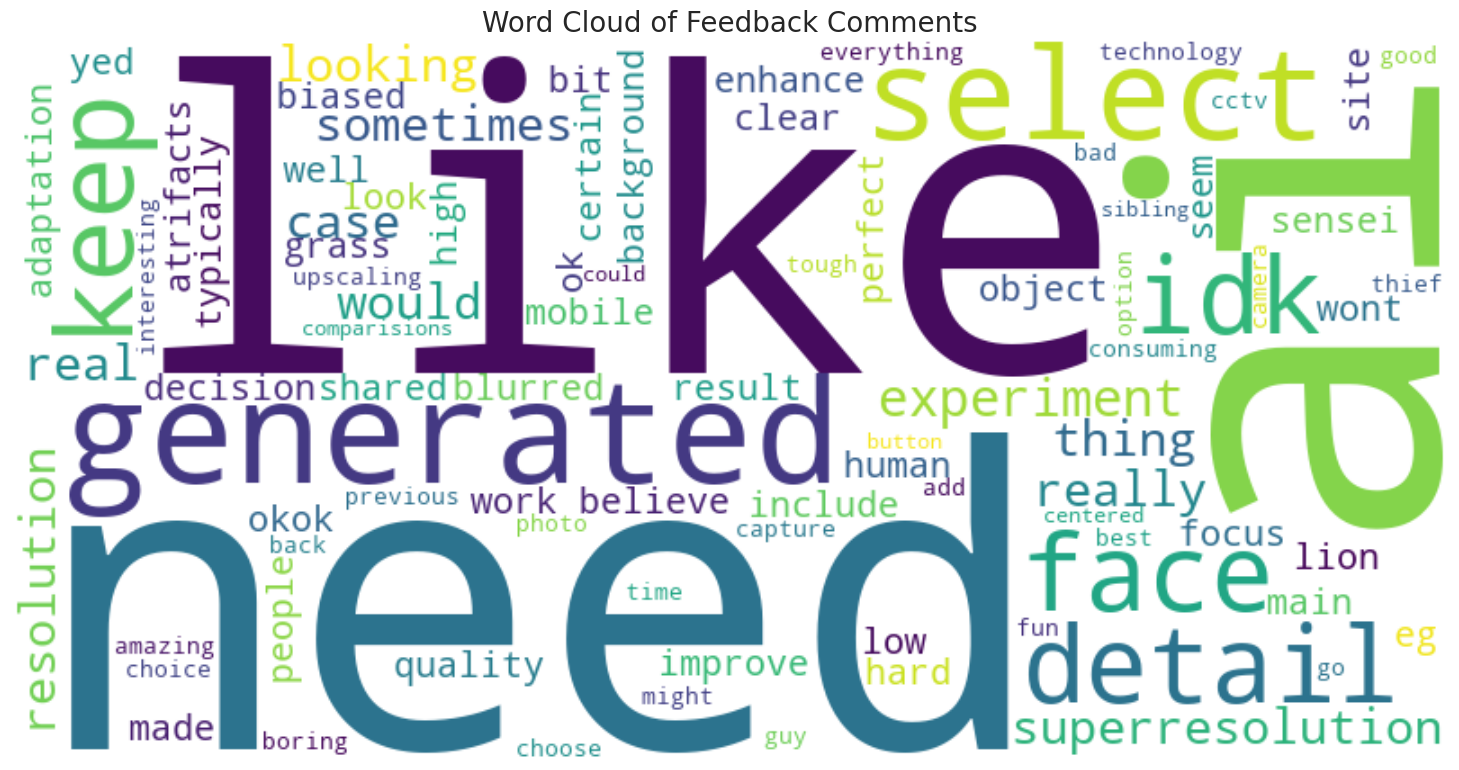 Word Cloud of Feedback Comments
like
need
ai
generated
select
keep
face
detail
idk
looking
sometimes
yed
biased
bit
enhance
clear
everything
technology
good
cctv
site
adaptation
interesting
atrifacts
typically
well
look
case
grass
high
upscaling
would
comparisions
certain
background
ok
could
mobile
tough
perfect
bad
sibling
seem
sensei
object
option
camera
thief
wont
consuming
real
decision
shared
blurred
result
experiment
thing
button
human
add
really
centered
best
focus
lion
main
resolution
previous
work believe
include
okok
back
photo
capture
people
time
amazing
choice
quality
improve
might
low
hard
fun
go
eg
made
boring
choose
guy
superresolution